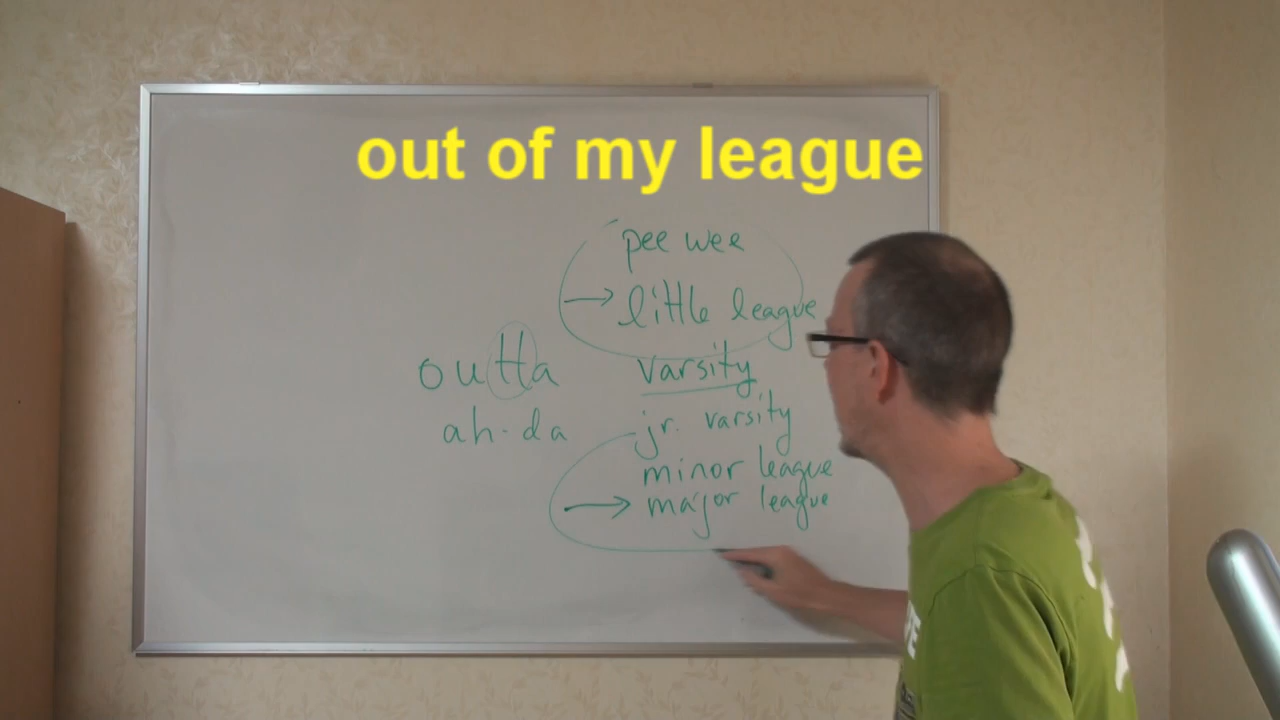 out of my league
pee wee
→ little league
outta
ah-da
varsity
jr. varsity
minor league
→ major league